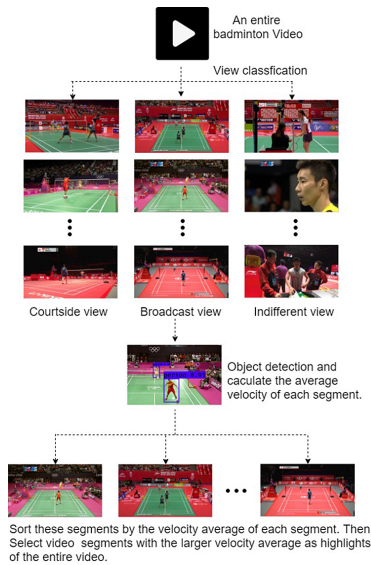 An entire
badminton Video
View classfication
Courtside view
Broadcast view
Indifferent view
Object detection and
caculate the average
velocity of each segment.
Sort these segments by the velocity average of each segment. Then
Select video segments with the larger velocity average as highlights
of the entire video.